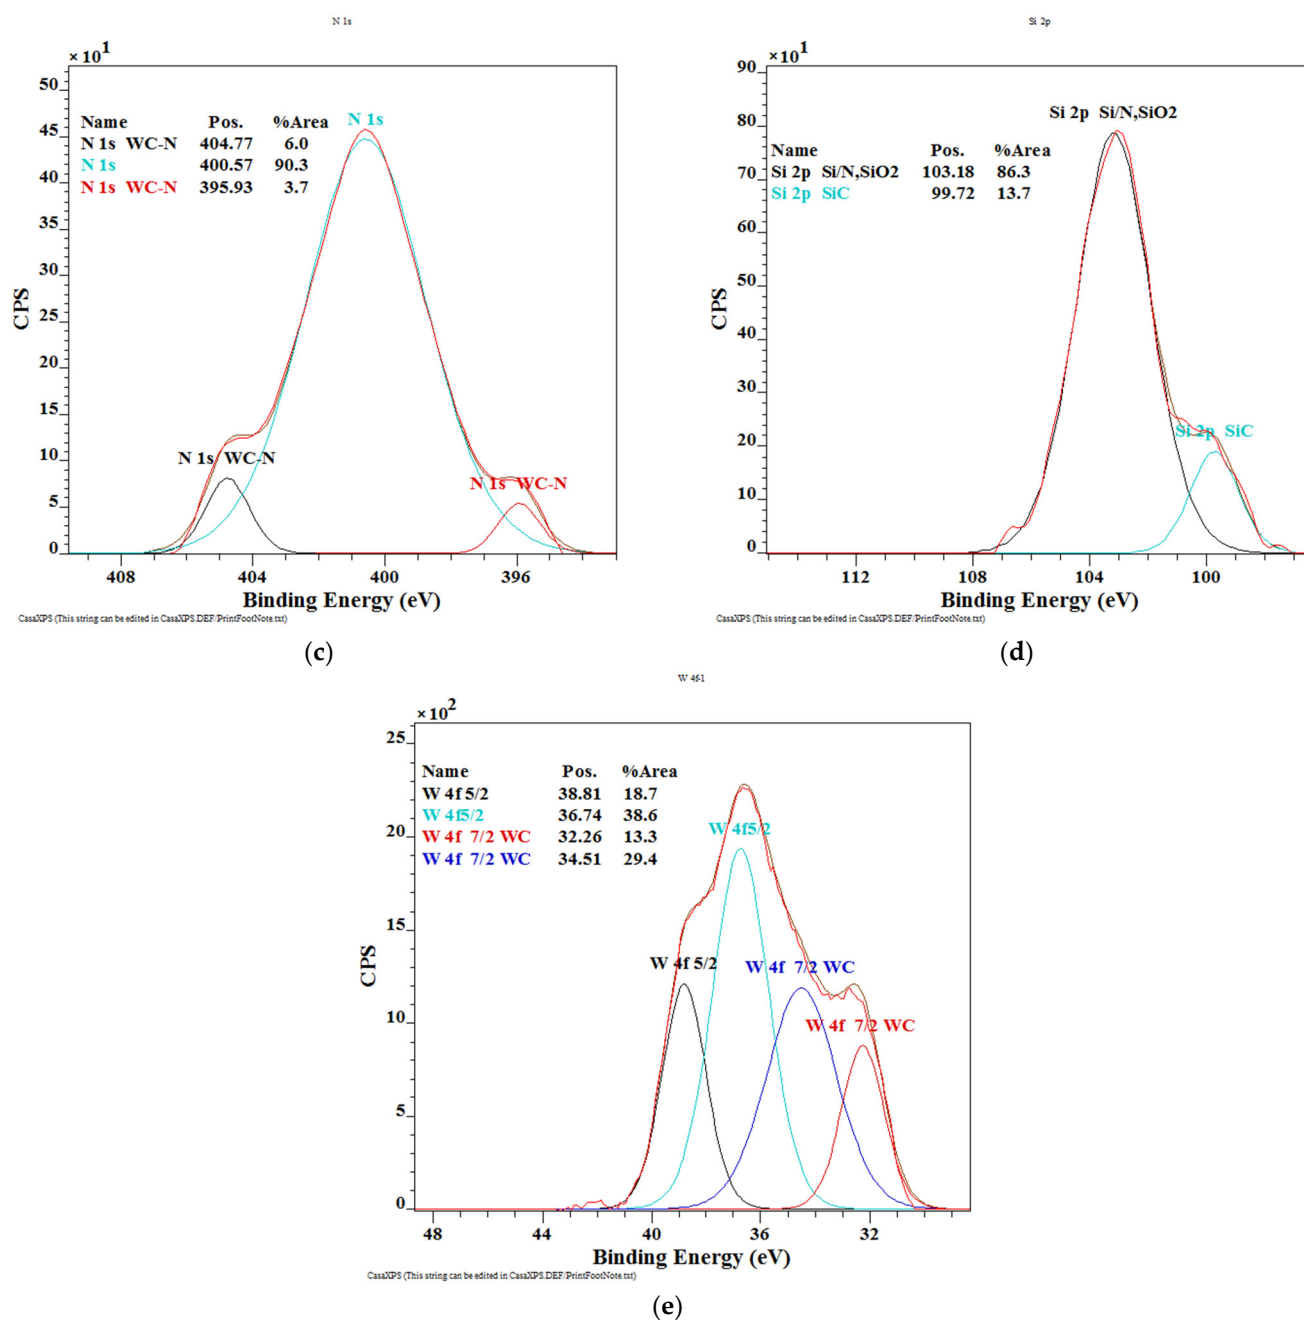 N 1s
× 10¹
50
45
40
35
30
25
20
15
10
5
0
CPS
Name Pos. %Area
N 1s WC-N 404.77 6.0
N 1s 400.57 90.3
N 1s WC-N 395.93 3.7
N 1s
N 1s WC-N
N 1s WC-N
408 404 400 396
Binding Energy (eV)
CasaXPS (This string can be edited in CasaXPS.DEF/PrintFootNote.txt)
(c)
Si 2p
× 10¹
90
80
70
60
50
40
30
20
10
0
CPS
Si 2p Si/N,SiO2
Name Pos. %Area
Si 2p Si/N,SiO2 103.18 86.3
Si 2p SiC 99.72 13.7
Si 2p SiC
112 108 104 100
Binding Energy (eV)
CasaXPS (This string can be edited in CasaXPS.DEF/PrintFootNote.txt)
(d)
W 4f-1
× 10²
25
20
15
10
5
0
CPS
Name Pos. %Area
W 4f 5/2 38.81 18.7
W 4f5/2 36.74 38.6
W 4f 7/2 WC 32.26 13.3
W 4f 7/2 WC 34.51 29.4
W 4f5/2
W 4f 5/2
W 4f 7/2 WC
W 4f 7/2 WC
48 44 40 36 32
Binding Energy (eV)
CasaXPS (This string can be edited in CasaXPS.DEF/PrintFootNote.txt)
(e)